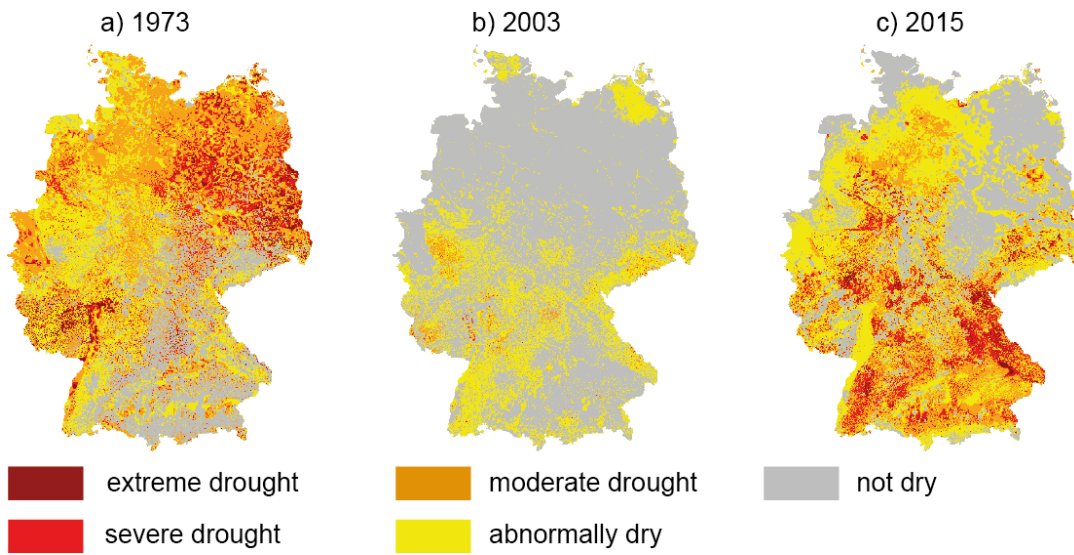 a) 1973
b) 2003
c) 2015
extreme drought
moderate drought
not dry
severe drought
abnormally dry